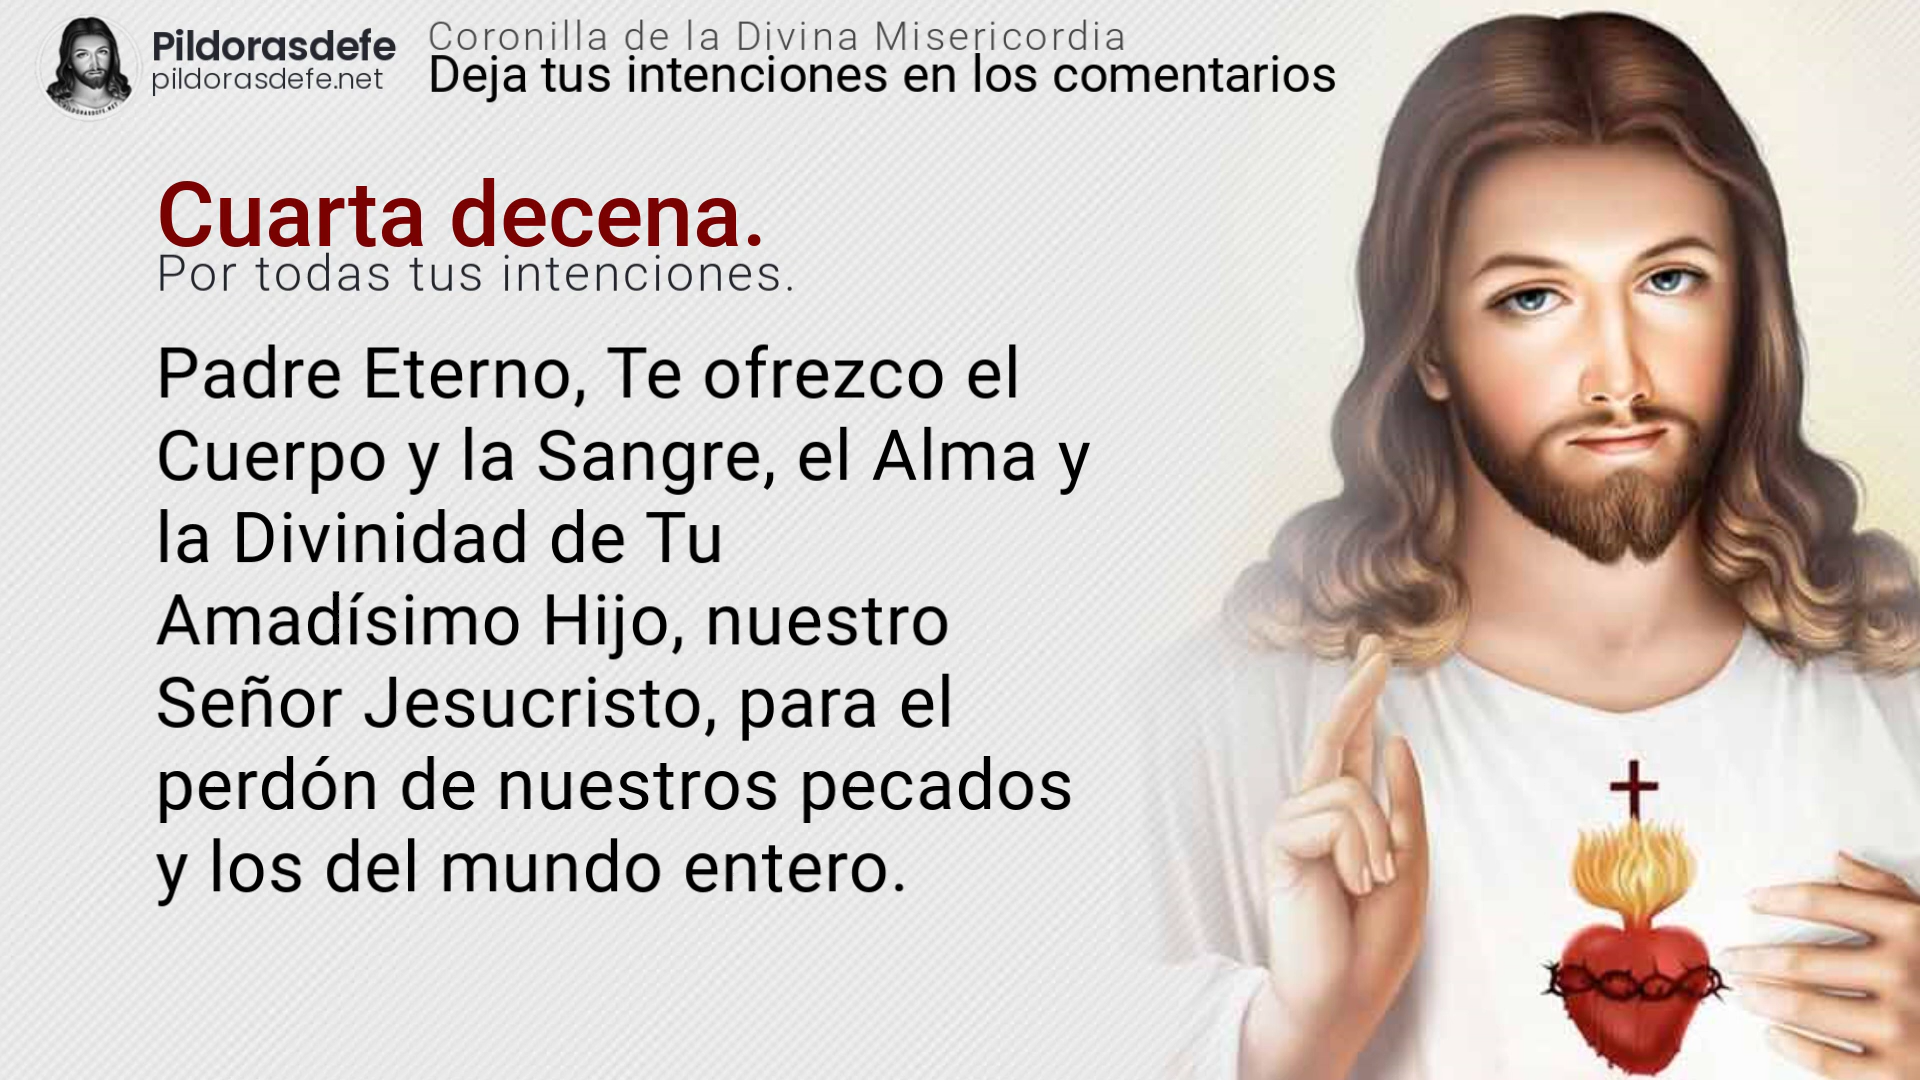 Pildorasdefe
pildorasdefe.net
Coronilla de la Divina Misericordia
Deja tus intenciones en los comentarios
Cuarta decena.
Por todas tus intenciones.
Padre Eterno, Te ofrezco el
Cuerpo y la Sangre, el Alma y
la Divinidad de Tu
Amadísimo Hijo, nuestro
Señor Jesucristo, para el
perdón de nuestros pecados
y los del mundo entero.